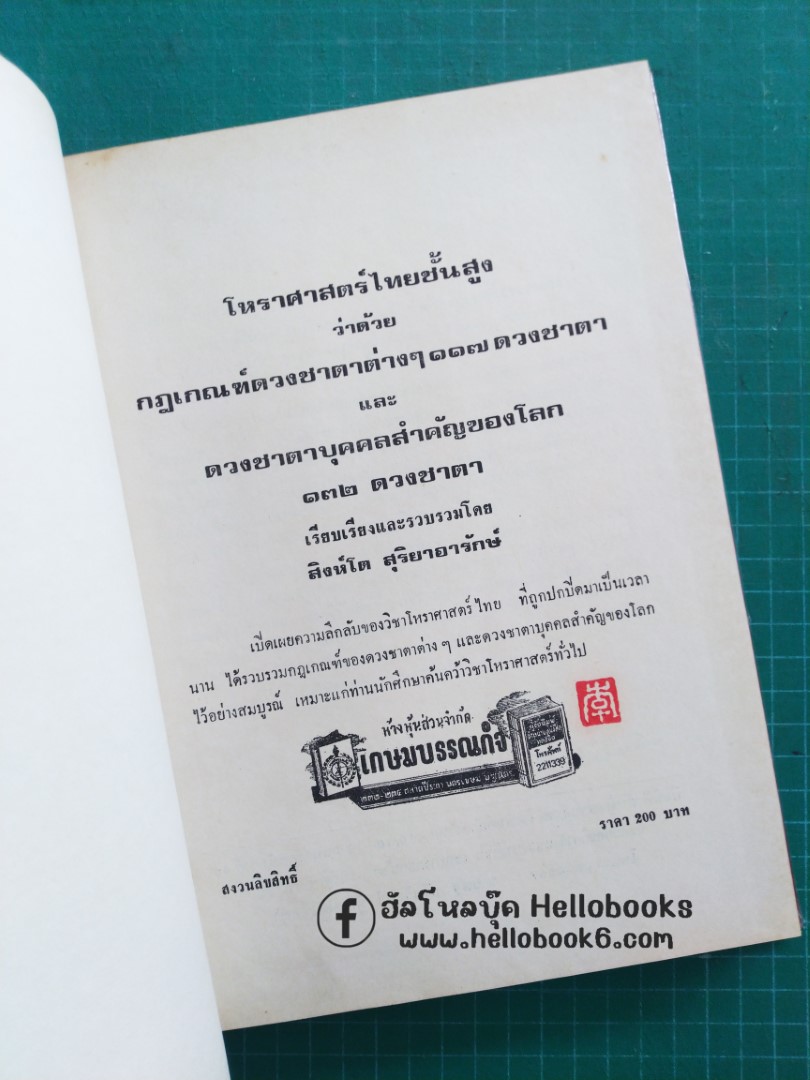 โหราศาสตร์ไทยชั้นสูง
ว่าด้วย
กฎเกณฑ์ดวงชาตาต่างๆ ๑๑๗ ดวงชาตา
และ
ดวงชาตาบุคคลสำคัญของโลก
๑๓๒ ดวงชาตา
เรียบเรียงและรวบรวมโดย
สิงห์โต สุริยาอารักษ์
เปิดเผยความลึกลับของวิชาโหราศาสตร์ไทย ที่ถูกปกปิดมาเป็นเวลา
นาน ได้รวบรวมกฎเกณฑ์ของดวงชาตาต่าง ๆ และดวงชาตาบุคคลสำคัญของโลก
ไว้อย่างสมบูรณ์ เหมาะแก่ท่านนักศึกษาค้นคว้าวิชาโหราศาสตร์ทั่วไป
ห้างหุ้นส่วนจำกัด
เกษมบรรณกิจ
โทรศัพท์
2211339
ราคา 200 บาท
สงวนลิขสิทธิ์
f ฮัลโหลบุ๊ค Hellobooks
www.hellobook6.com